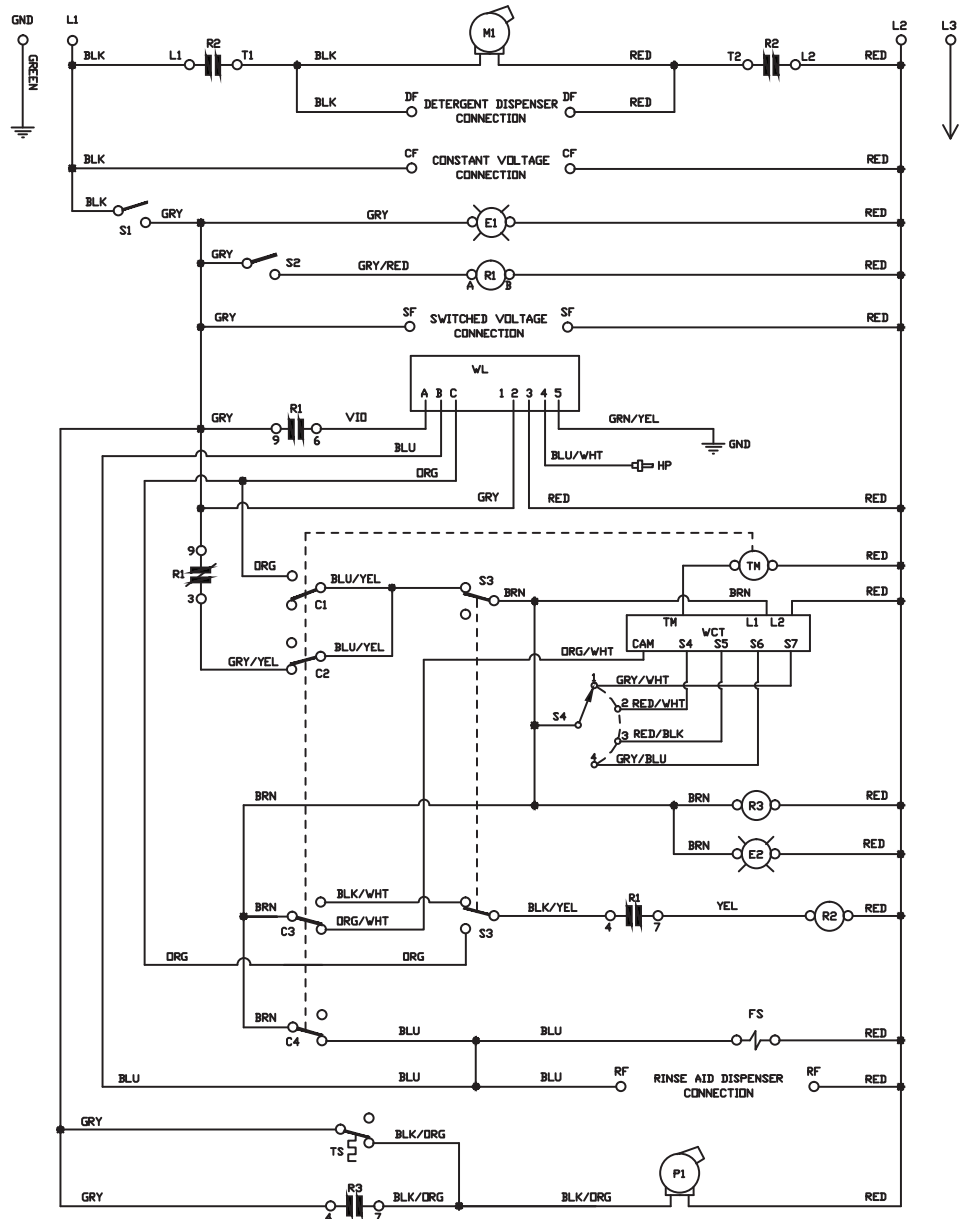 GND L1 L2 L3
GREEN
M1
BLK L1 R2 T1 BLK RED T2 R2 L2 RED
BLK DF DETERGENT DISPENSER DF RED
CONNECTION
BLK CF CONSTANT VOLTAGE CF RED
CONNECTION
BLK S1 GRY GRY E1 RED
GRY S2 GRY/RED A R1 B RED
GRY SF SWITCHED VOLTAGE SF RED
CONNECTION
WL
A B C 1 2 3 4 5
GRY R1 VIO GRN/YEL
9 6
BLU GND
BLU/WHT HP
ORG
GRY RED RED
9
R1
3
ORG BLU/YEL S3 BRN TM RED
C1 BRN RED
TM L1 L2
WCT
CAM S4 S5 S6 S7
BLU/YEL ORG/WHT
GRY/YEL C2
1 GRY/WHT
S4 2 RED/WHT
3 RED/BLK
4 GRY/BLU
BRN BRN R3 RED
BRN E2 RED
BLK/WHT
BRN C3 ORG/WHT S3 BLK/YEL R1 YEL R2 RED
4 7
ORG ORG
BRN C4 BLU BLU FS RED
BLU BLU BLU RF RINSE AID DISPENSER RF RED
CONNECTION
GRY TS BLK/ORG
P1
GRY R3 BLK/ORG BLK/ORG RED
4 7